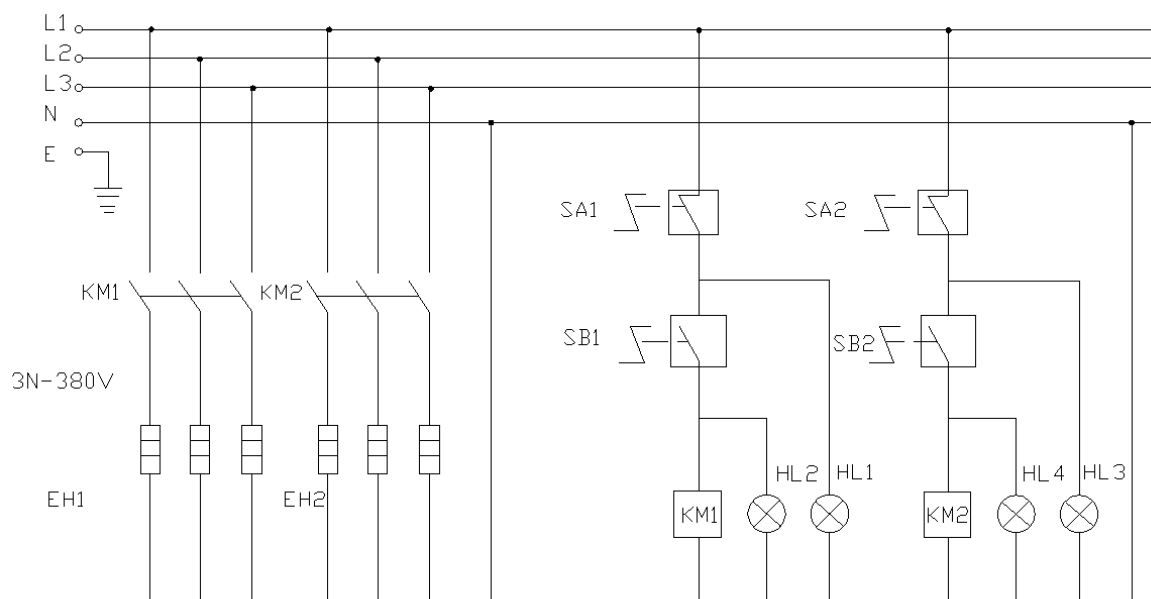 L1
L2
L3
N
E
SA1
SA2
KM1
KM2
SB1
SB2
3N-380V
HL2
HL1
HL4
HL3
EH1
EH2
KM1
KM2